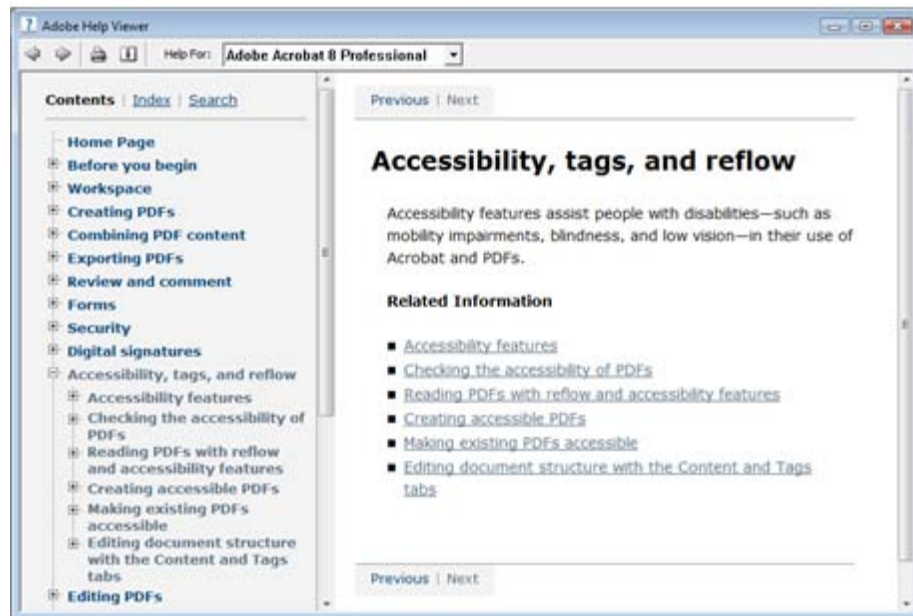 Adobe Help Viewer
Help For: Adobe Acrobat 8 Professional
Contents | Index | Search
Home Page
Before you begin
Workspace
Creating PDFs
Combining PDF content
Exporting PDFs
Review and comment
Forms
Security
Digital signatures
Accessibility, tags, and reflow
Accessibility features
Checking the accessibility of
PDFs
Reading PDFs with reflow
and accessibility features
Creating accessible PDFs
Making existing PDFs
accessible
Editing document structure
with the Content and Tags
tabs
Editing PDFs
Previous | Next
Accessibility, tags, and reflow
Accessibility features assist people with disabilities—such as
mobility impairments, blindness, and low vision—in their use of
Acrobat and PDFs.
Related Information
Accessibility features
Checking the accessibility of PDFs
Reading PDFs with reflow and accessibility features
Creating accessible PDFs
Making existing PDFs accessible
Editing document structure with the Content and Tags
tabs
Previous | Next